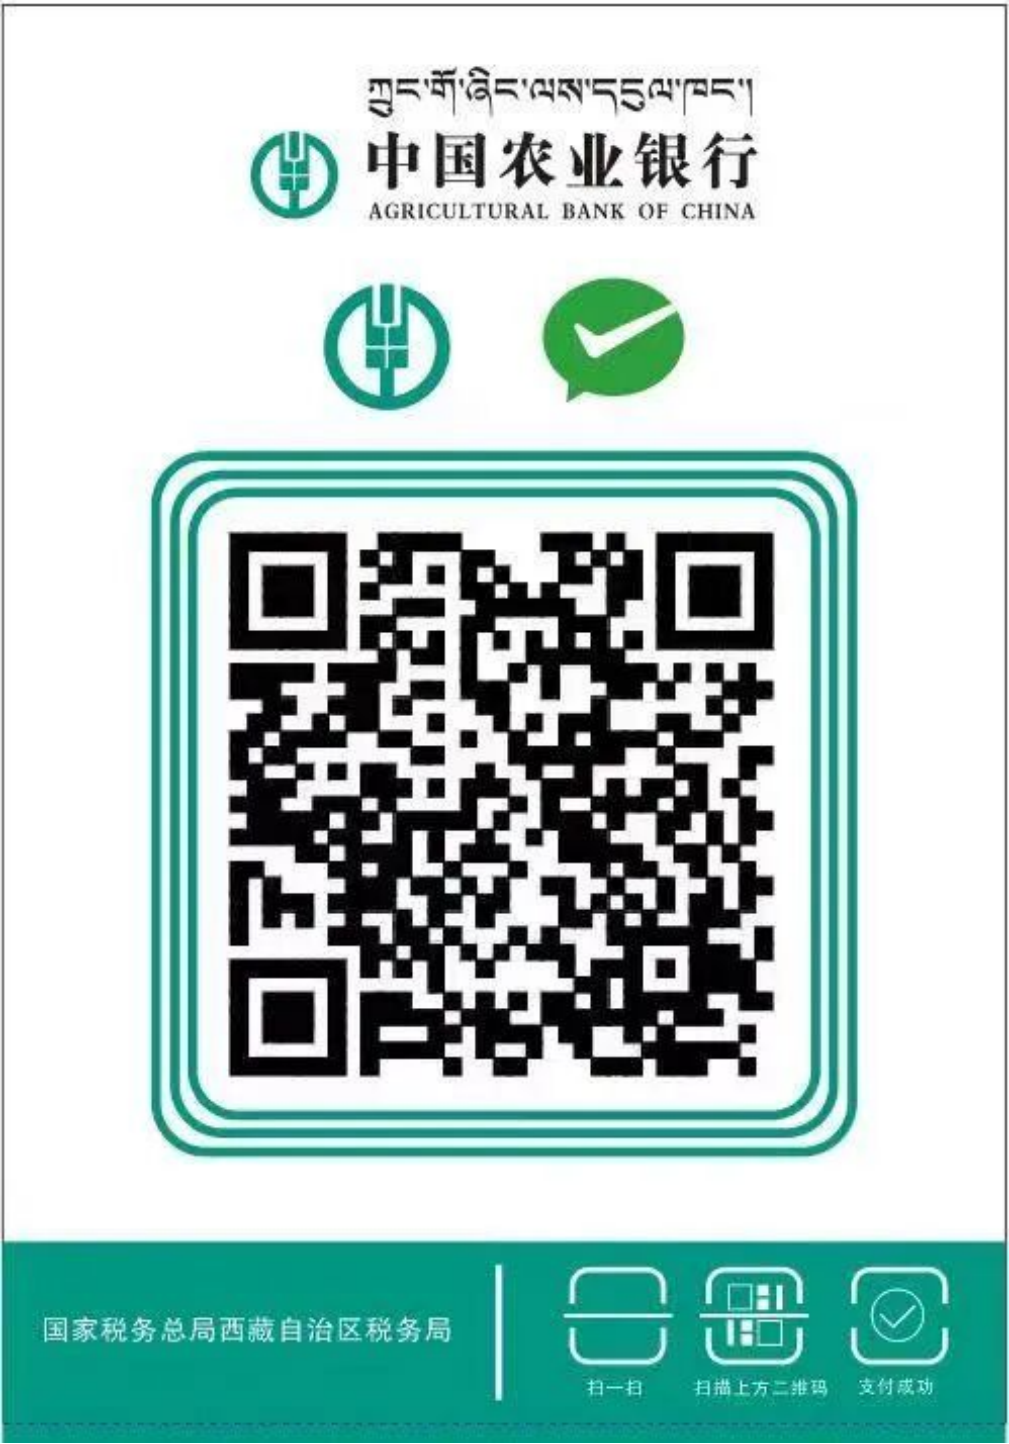 ཀྲུང་གོ་ཞིང་ལས་དངུལ་ཁང་།
中国农业银行
AGRICULTURAL BANK OF CHINA
国家税务总局西藏自治区税务局
扫一扫
扫描上方二维码
支付成功